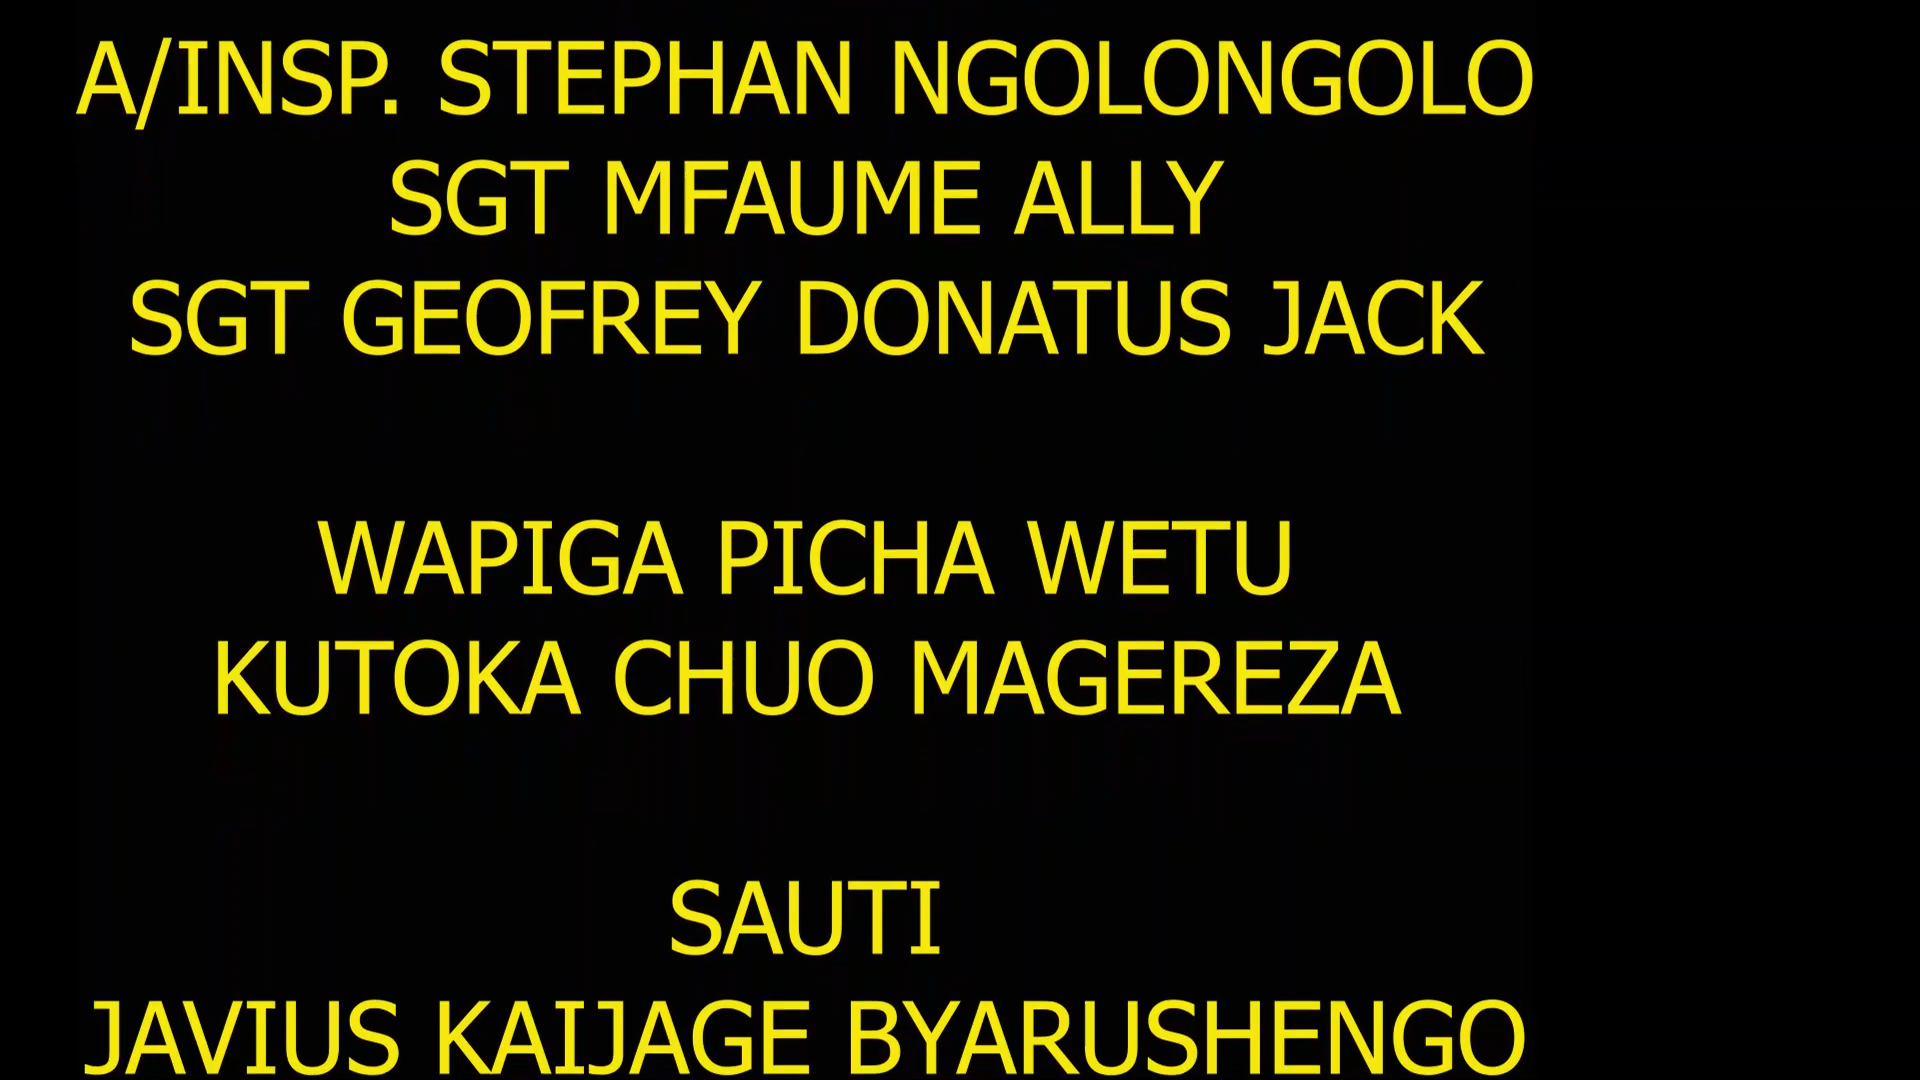 A/INSP. STEPHAN NGOLONGOLO
SGT MFAUME ALLY
SGT GEOFREY DONATUS JACK
WAPIGA PICHA WETU
KUTOKA CHUO MAGEREZA
SAUTI
JAVIUS KAIJAGE BYARUSHENGO